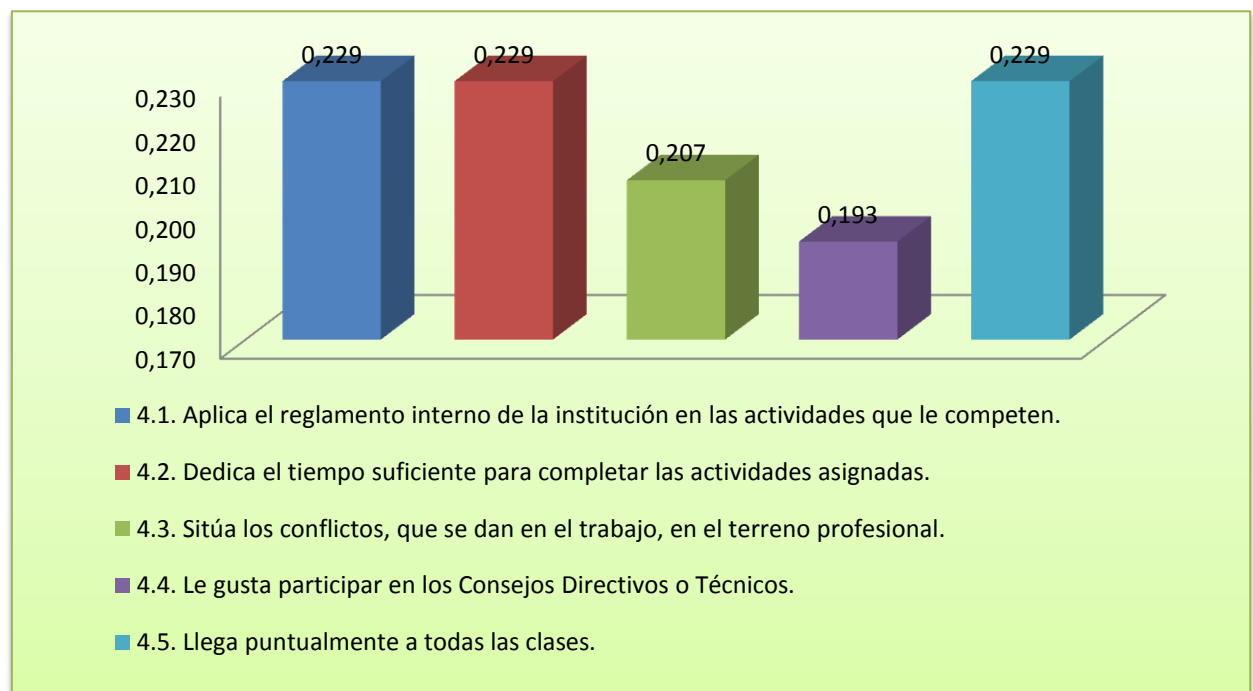 0,229
0,229
0,207
0,193
0,229
0,230
0,220
0,210
0,200
0,190
0,180
0,170
4.1. Aplica el reglamento interno de la institución en las actividades que le competen.
4.2. Dedica el tiempo suficiente para completar las actividades asignadas.
4.3. Sitúa los conflictos, que se dan en el trabajo, en el terreno profesional.
4.4. Le gusta participar en los Consejos Directivos o Técnicos.
4.5. Llega puntualmente a todas las clases.